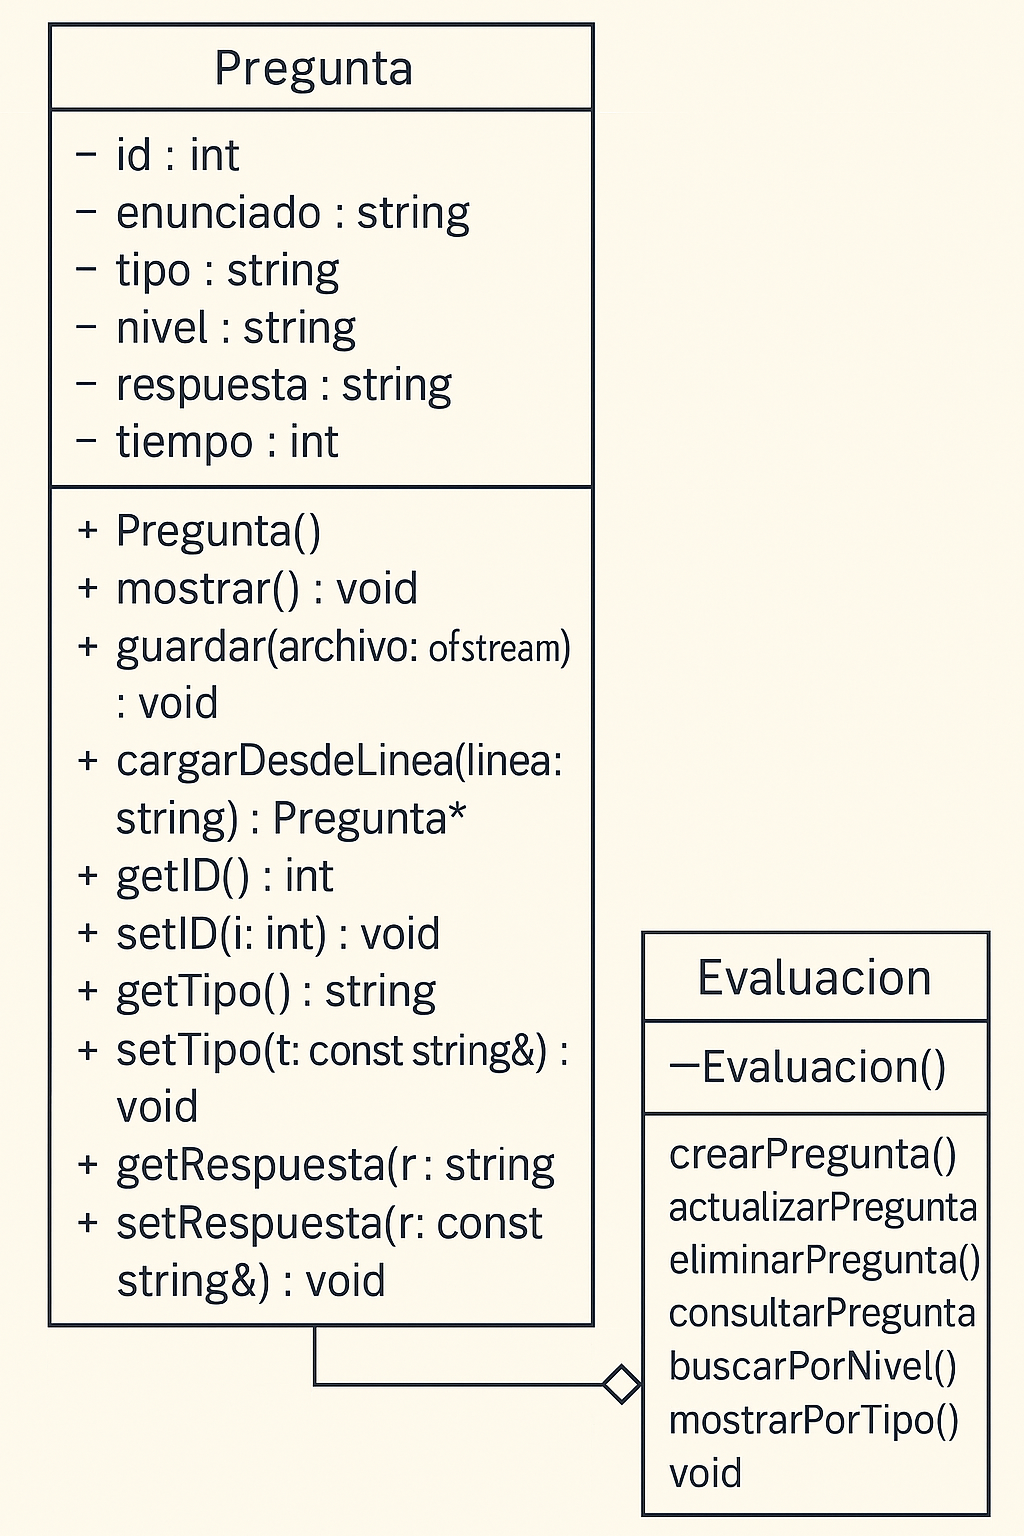 Pregunta
– id : int
– enunciado : string
– tipo : string
– nivel : string
– respuesta : string
– tiempo : int
+ Pregunta()
+ mostrar() : void
+ guardar(archivo: ofstream)
: void
+ cargarDesdeLinea(linea:
string) : Pregunta*
+ getID() : int
+ setID(i: int) : void
+ getTipo() : string
+ setTipo(t: const string&) :
void
+ getRespuesta(r : string
+ setRespuesta(r: const
string&) : void
Evaluacion
—Evaluacion()
crearPregunta()
actualizarPregunta
eliminarPregunta()
consultarPregunta
buscarPorNivel()
mostrarPorTipo()
void